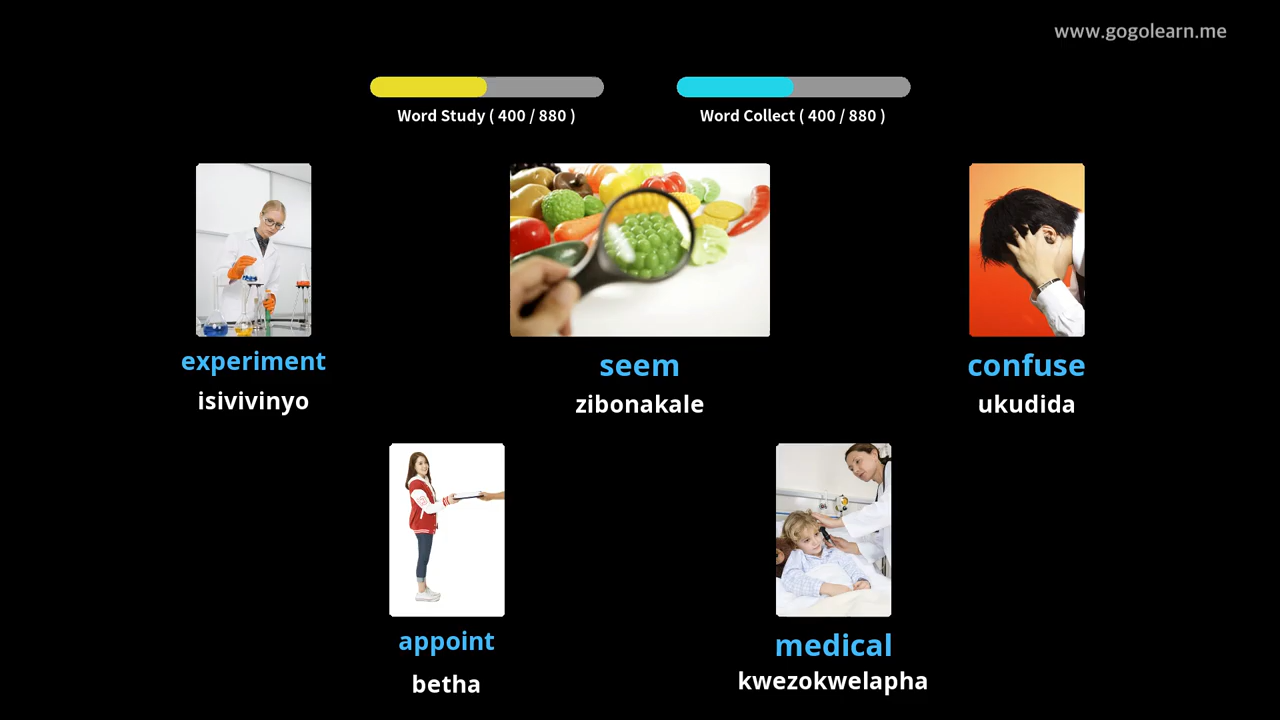 www.gogolearn.me
Word Study ( 400 / 880 )
Word Collect ( 400 / 880 )
experiment
isivivinyo
seem
zibonakale
confuse
ukudida
appoint
betha
medical
kwezokwelapha